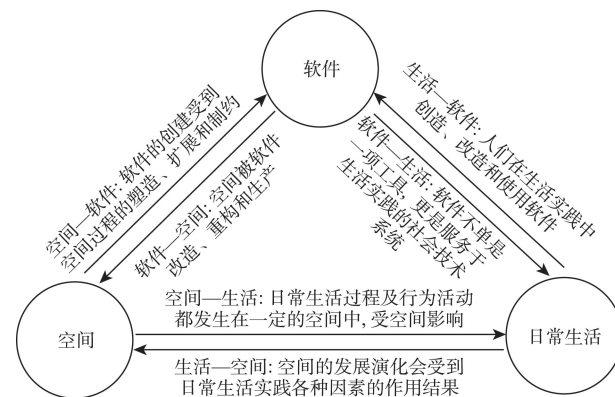 软件
空间—软件: 软件的创建受到
空间过程的塑造、扩展和制约
软件—空间: 空间被软件
改造、重构和生产
生活—软件: 人们在生活实践中
创造、改造和使用软件
软件—生活: 软件不单是
一项工具, 更是服务于
生活实践的社会技术
系统
空间
空间—生活: 日常生活过程及行为活动
都发生在一定的空间中, 受空间影响
生活—空间: 空间的发展演化会受到
日常生活实践各种因素的作用结果
日常生活